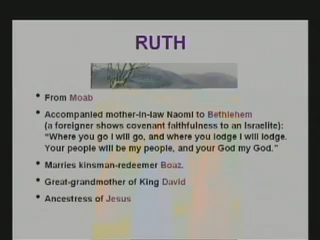 RUTH
• From Moab
• Accompanied mother-in-law Naomi to Bethlehem
(a foreigner shows covenant faithfulness to an Israelite):
"Where you go I will go, and where you lodge I will lodge.
Your people will be my people, and your God my God."
• Marries kinsman-redeemer Boaz.
• Great-grandmother of King David
• Ancestress of Jesus